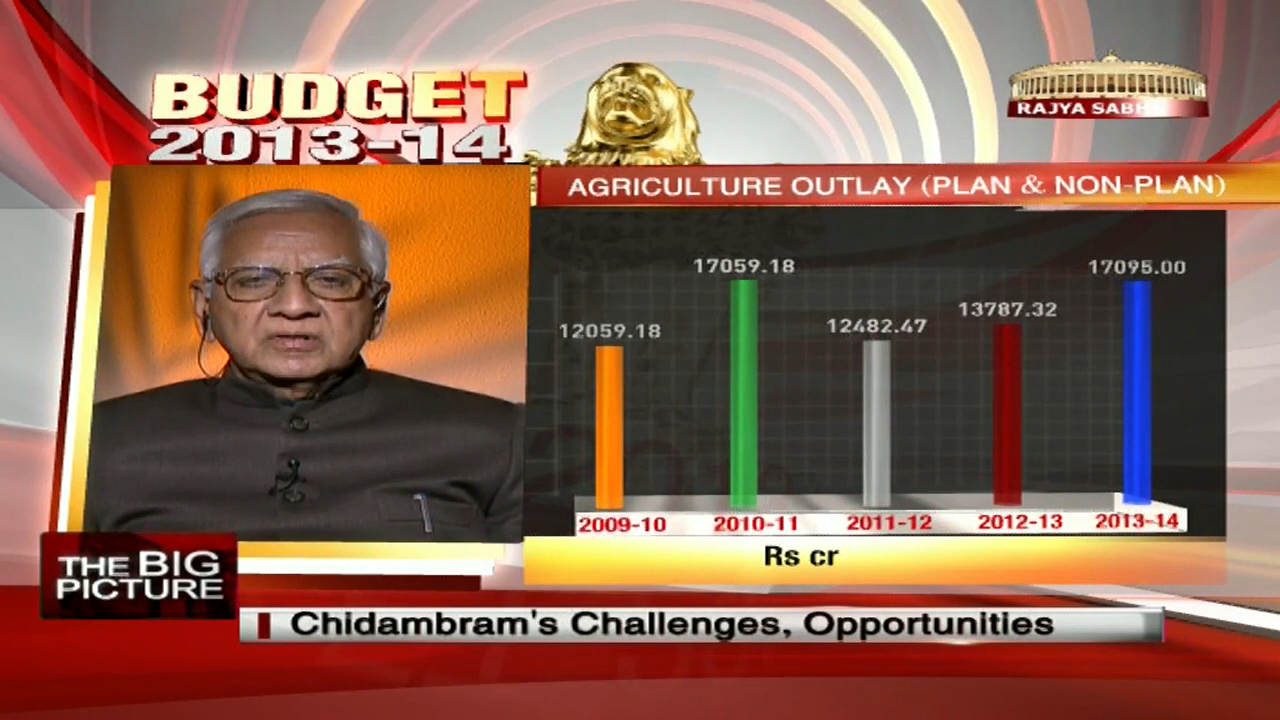 BUDGET
2013-14
RAJYA SABHA
AGRICULTURE OUTLAY (PLAN & NON-PLAN)
17059.18
17095.00
13787.32
12482.47
12059.18
2009-10 2010-11 2011-12 2012-13 2013-14
Rs cr
THE BIG
PICTURE
Chidambram's Challenges, Opportunities